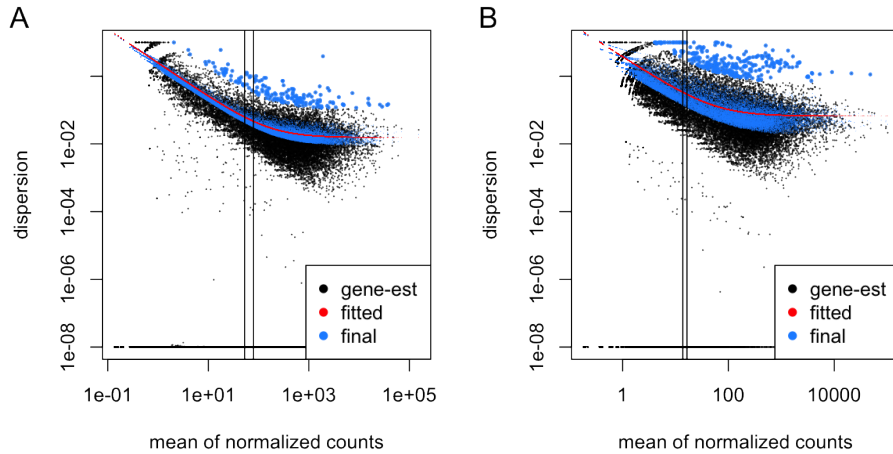 A
B
dispersion
1e-02
1e-04
1e-06
1e-08
gene-est
fitted
final
1e-01
1e+01
1e+03
1e+05
mean of normalized counts
dispersion
1e-02
1e-04
1e-06
1e-08
gene-est
fitted
final
1
100
10000
mean of normalized counts